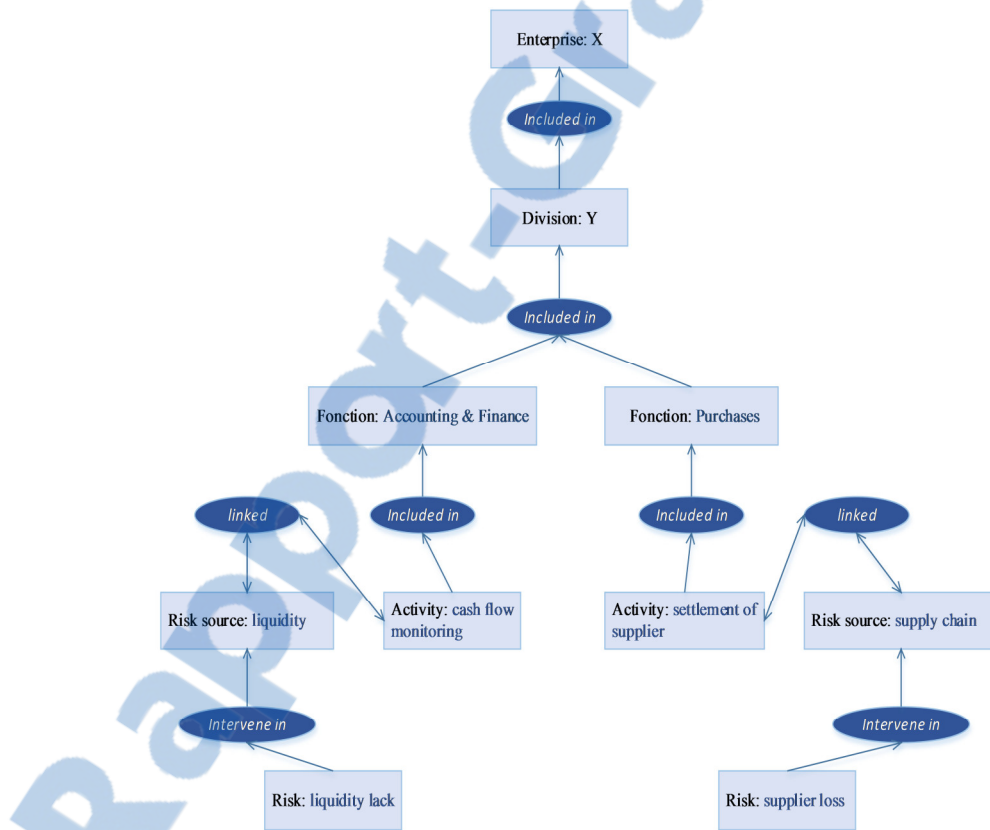 Enterprise: X
Included in
Division: Y
Included in
Fonction: Accounting & Finance
Fonction: Purchases
linked
Included in
Included in
linked
Risk source: liquidity
Activity: cash flow
monitoring
Activity: settlement of
supplier
Risk source: supply chain
Intervene in
Intervene in
Risk: liquidity lack
Risk: supplier loss
Rapport-Gra